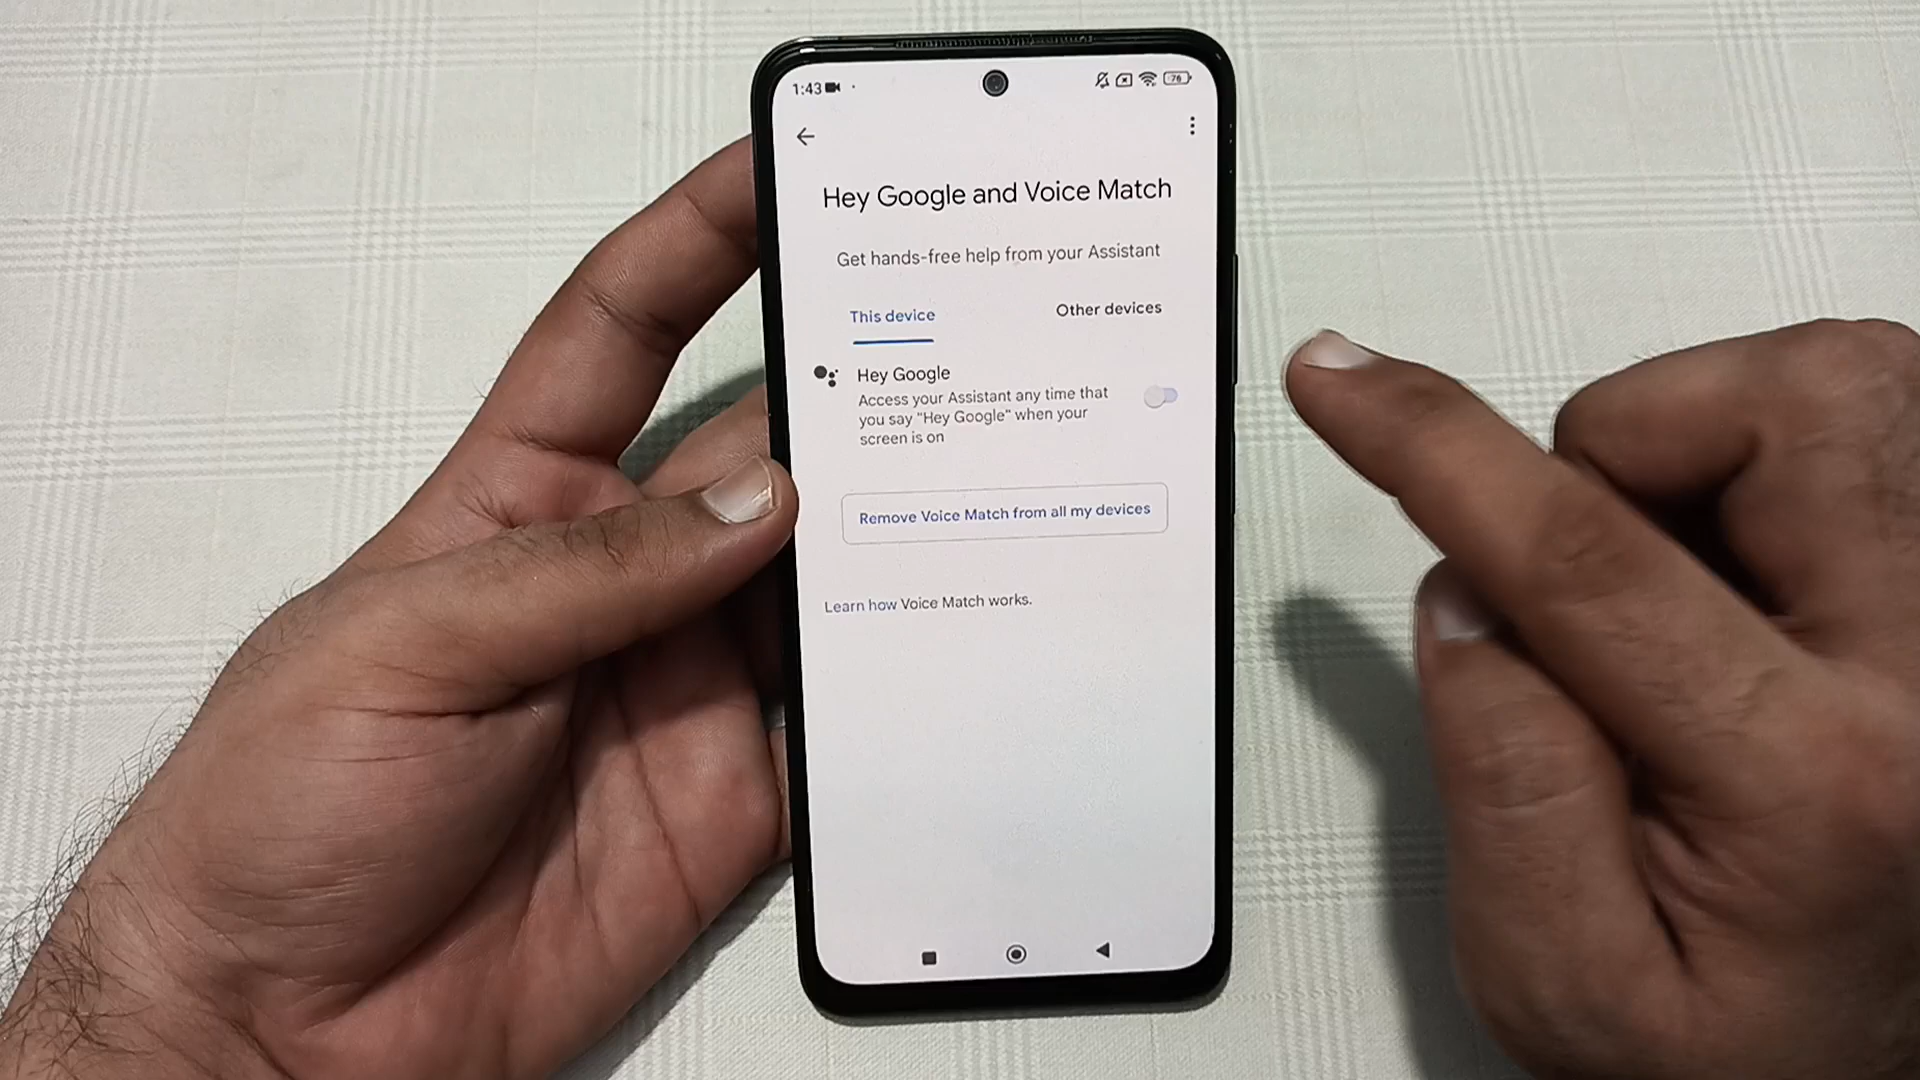 1:43
76
Hey Google and Voice Match
Get hands-free help from your Assistant
This device
Other devices
Hey Google
Access your Assistant any time that
you say "Hey Google" when your
screen is on
Remove Voice Match from all my devices
Learn how Voice Match works.